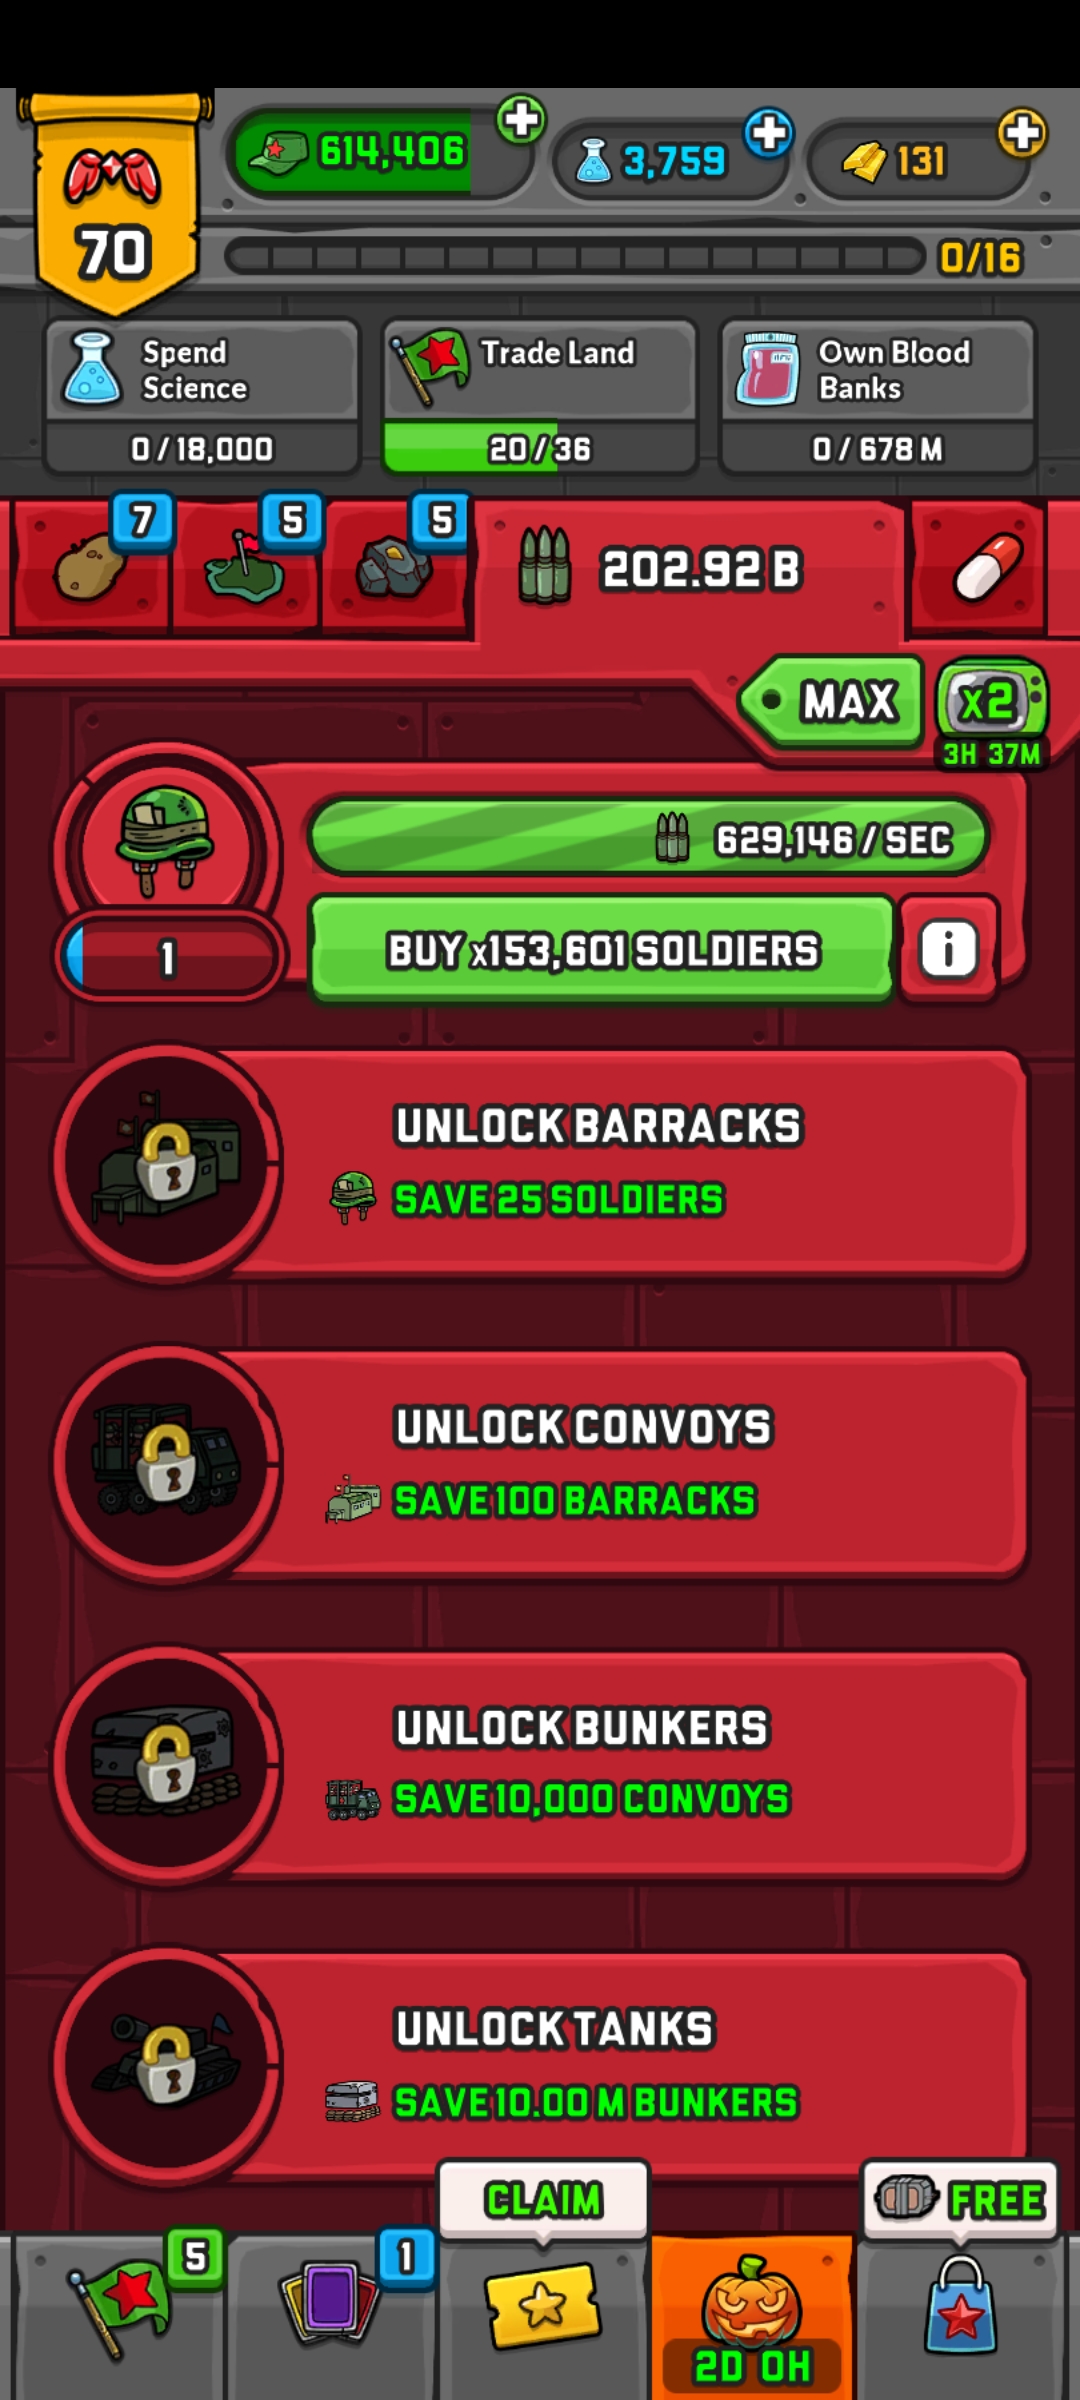 614,406
3,759
131
70
0/16
Spend
Science
Trade Land
Own Blood
Banks
0/18,000
20/36
0/678 M
7
5
5
202.92 B
MAX
x2
3H 37M
629,146/SEC
1
BUY x153,601 SOLDIERS
i
UNLOCK BARRACKS
SAVE 25 SOLDIERS
UNLOCK CONVOYS
SAVE 100 BARRACKS
UNLOCK BUNKERS
SAVE 10,000 CONVOYS
UNLOCK TANKS
SAVE 10.00 M BUNKERS
CLAIM
FREE
5
1
2D 0H